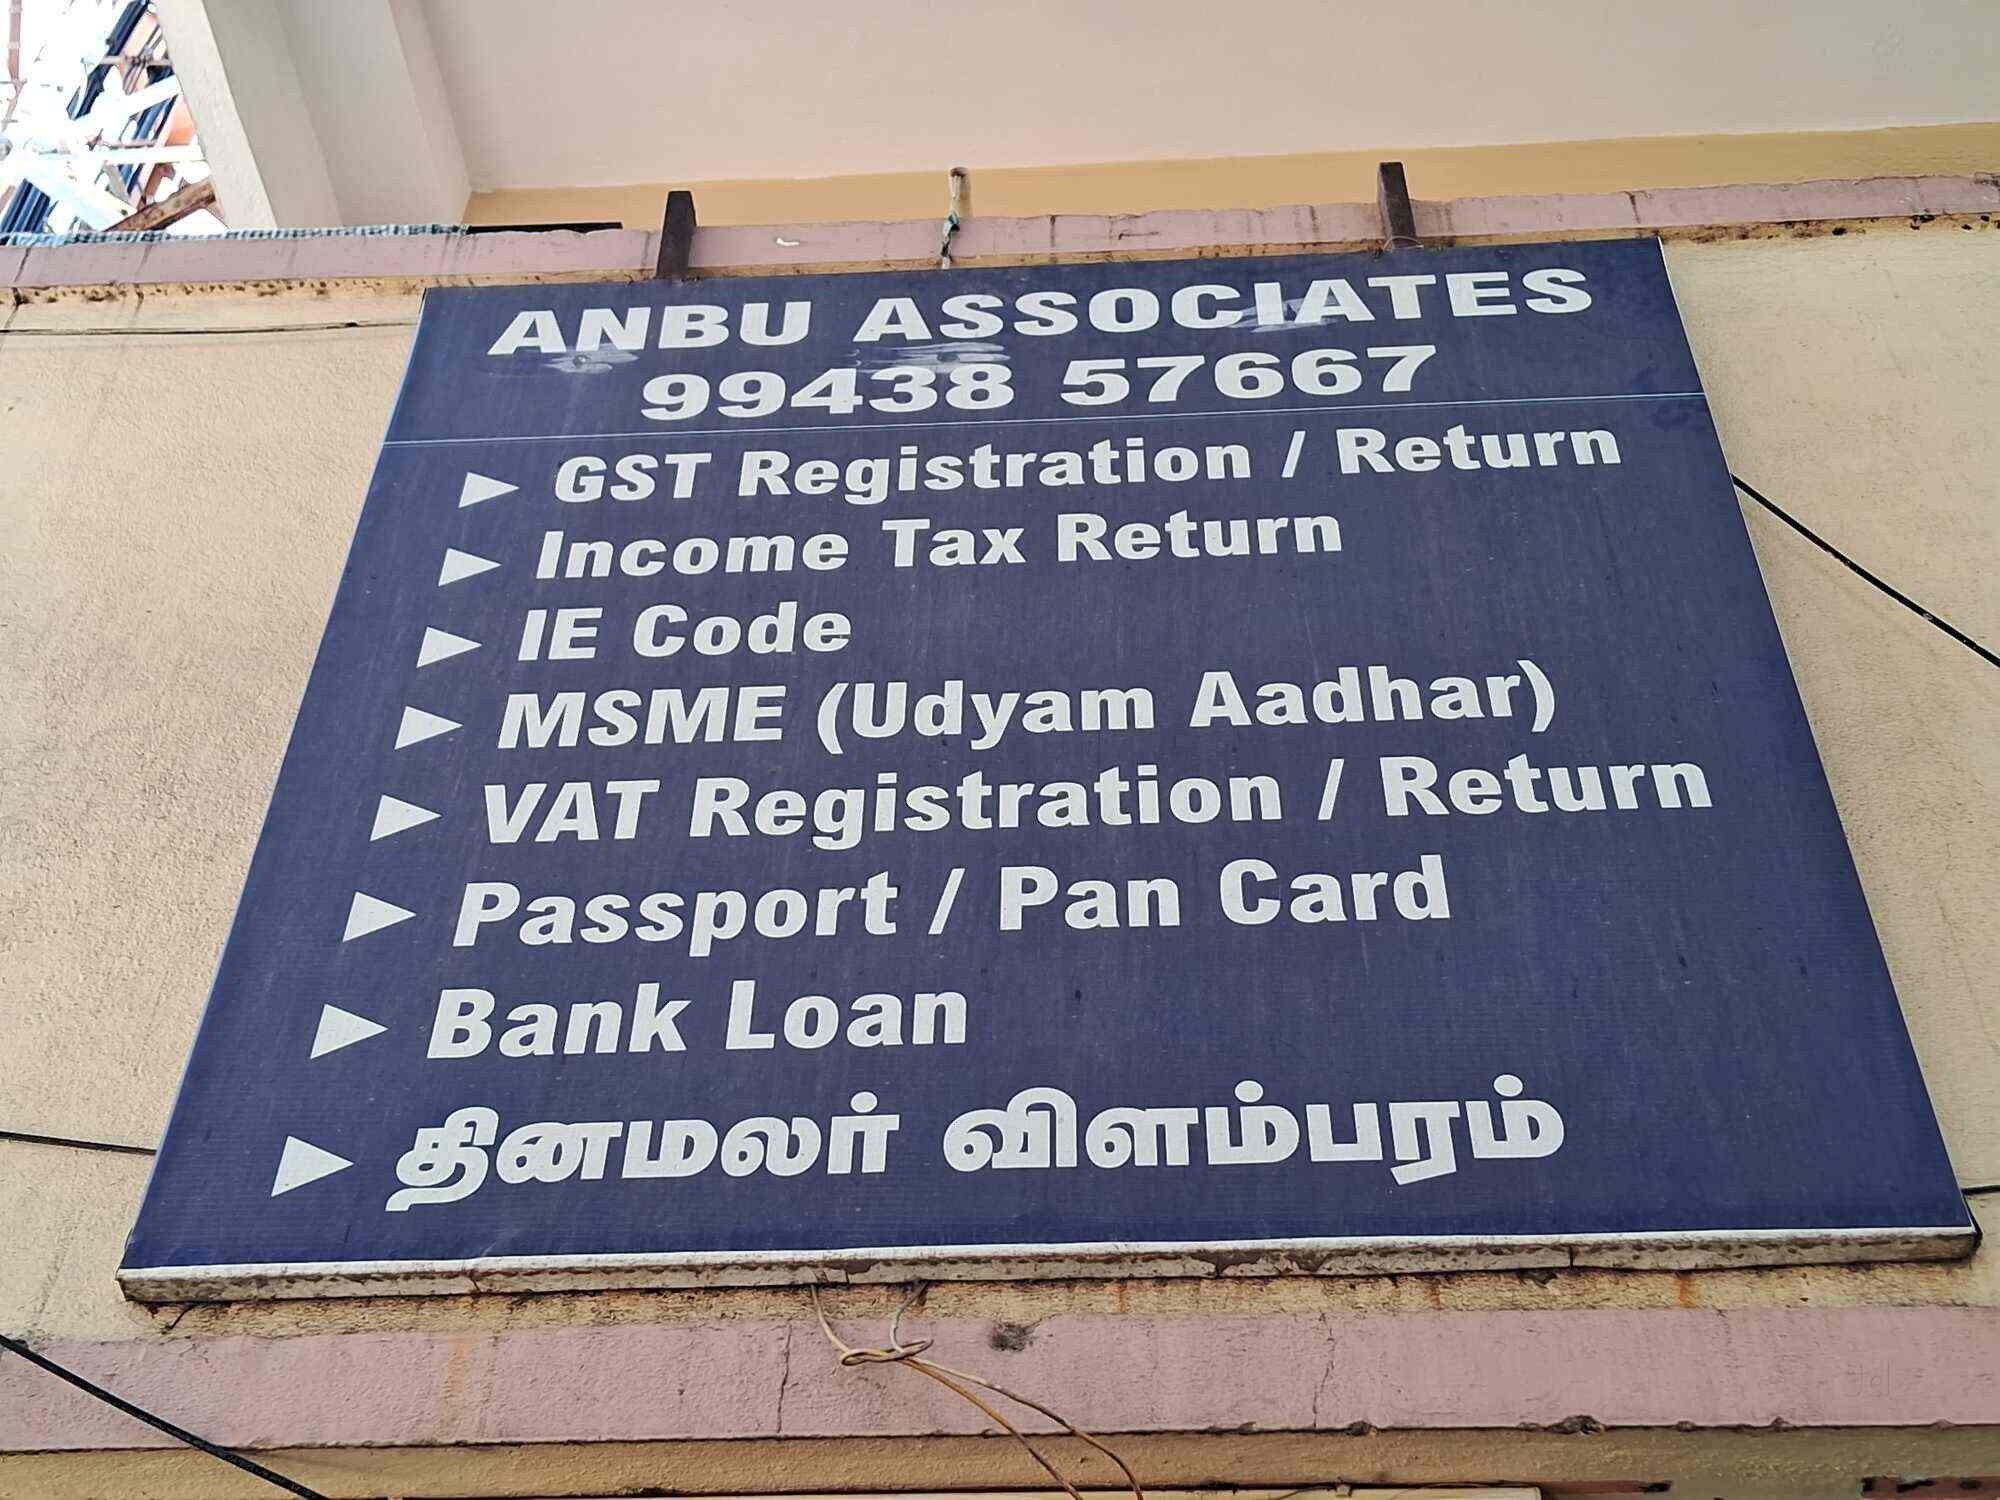 ANBU ASSOCIATES
99438 57667
► GST Registration / Return
► Income Tax Return
► IE Code
► MSME (Udyam Aadhar)
► VAT Registration / Return
► Passport / Pan Card
► Bank Loan
► தினமலர் விளம்பரம்
Jd